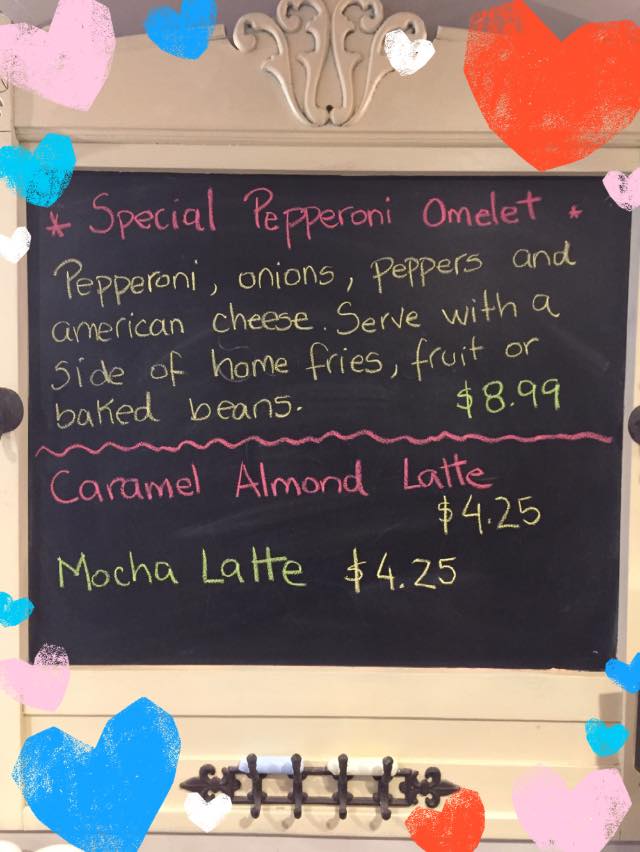 * Special Pepperoni Omelet *
Pepperoni, onions, peppers and
american cheese. Serve with a
side of home fries, fruit or
baked beans. $8.99
Caramel Almond Latte
$4.25
Mocha Latte $4.25